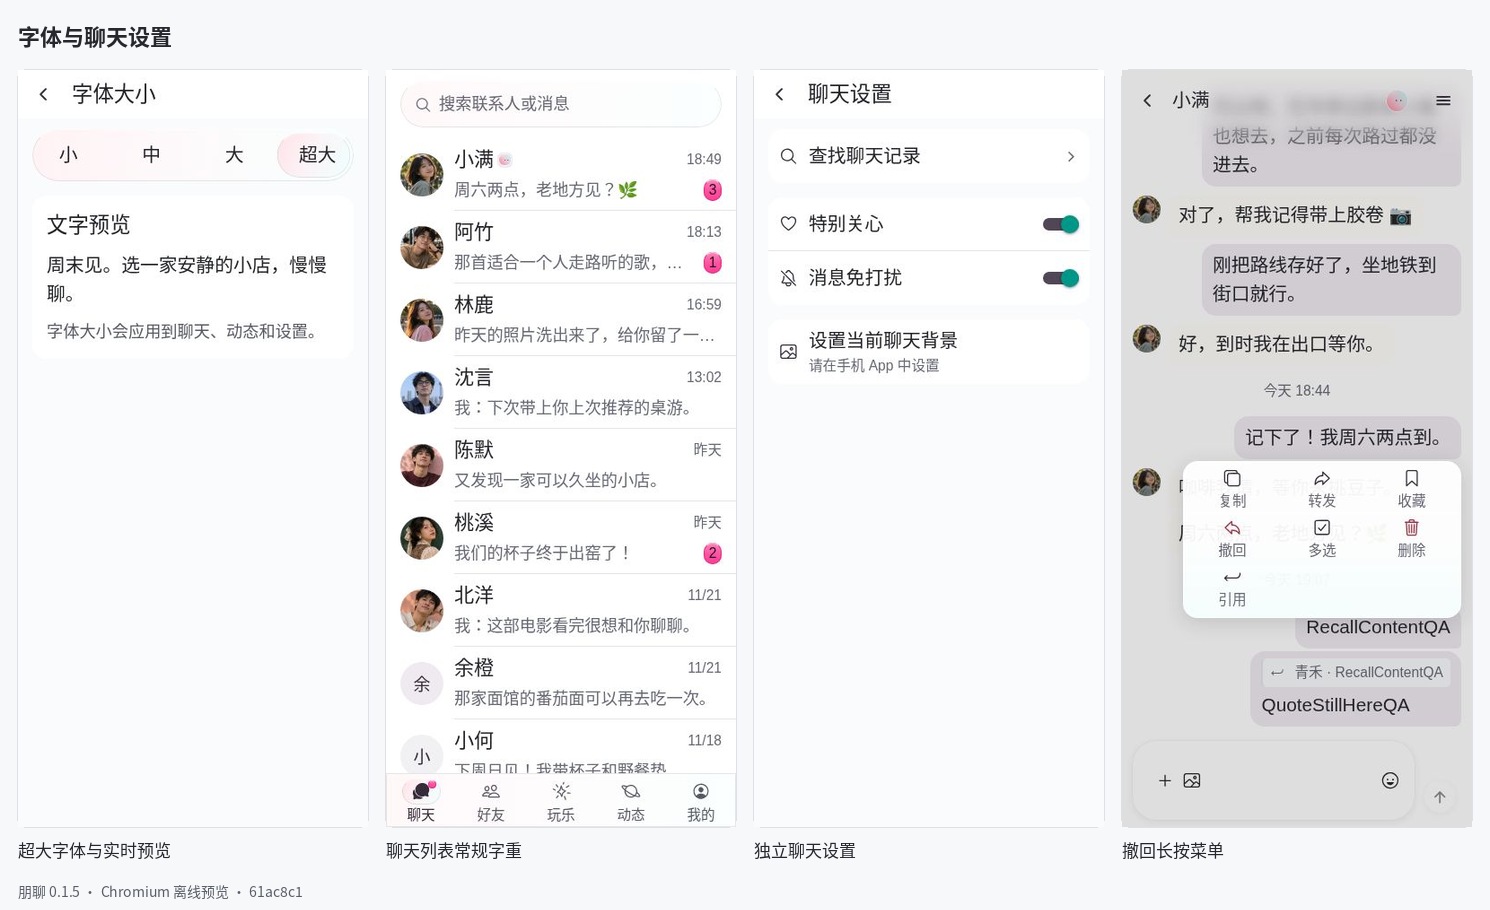 字体与聊天设置
字体大小
小 中 大 超大
文字预览
周末见。选一家安静的小店，慢慢
聊。
字体大小会应用到聊天、动态和设置。
超大字体与实时预览
搜索联系人或消息
小满 18:49
周六两点，老地方见？🌿 3
阿竹 18:13
那首适合一个人走路听的歌，… 1
林鹿 16:59
昨天的照片洗出来了，给你留了一…
沈言 13:02
我：下次带上你上次推荐的桌游。
陈默 昨天
又发现一家可以久坐的小店。
桃溪 昨天
我们的杯子终于出窑了！ 2
北洋 11/21
我：这部电影看完很想和你聊聊。
余 余橙 11/21
那家面馆的番茄面可以再去吃一次。
小 小何 11/18
下周日见！我带杯子和野餐垫
聊天 好友 玩乐 动态 我的
聊天列表常规字重
聊天设置
查找聊天记录
特别关心
消息免打扰
设置当前聊天背景
请在手机 App 中设置
独立聊天设置
小满
也想去，之前每次路过都没
进去。
对了，帮我记得带上胶卷 📷
刚把路线存好了，坐地铁到
街口就行。
好，到时我在出口等你。
今天 18:44
记下了！我周六两点到。
复制 转发 收藏
撤回 多选 删除
引用
RecallContentQA
青禾 · RecallContentQA
QuoteStillHereQA
撤回长按菜单
朋聊 0.1.5 · Chromium 离线预览 · 61ac8c1